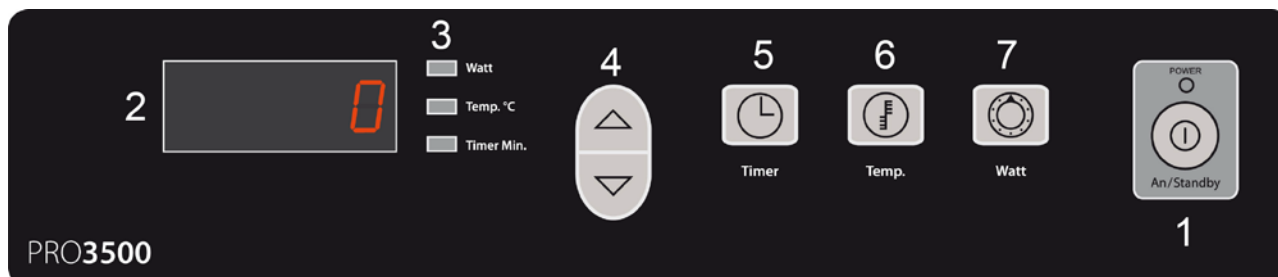 3
Watt
4
5
6
7
POWER
2
0
Temp. °C
Timer Min.
Timer
Temp.
Watt
An/Standby
1
PRO3500